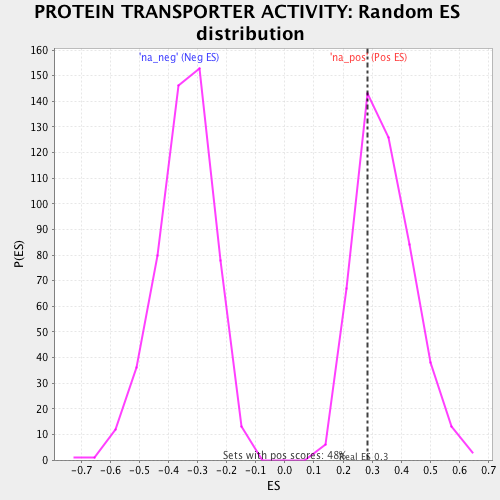 PROTEIN TRANSPORTER ACTIVITY: Random ES
distribution
'na_neg' (Neg ES)
'na_pos' (Pos ES)
160
150
140
130
120
110
100
90
80
70
60
50
40
30
20
10
0
P(ES)
Sets with pos scores: 48%
Real ES 0.3
-0.7 -0.6 -0.5 -0.4 -0.3 -0.2 -0.1 0.0 0.1 0.2 0.3 0.4 0.5 0.6 0.7
ES